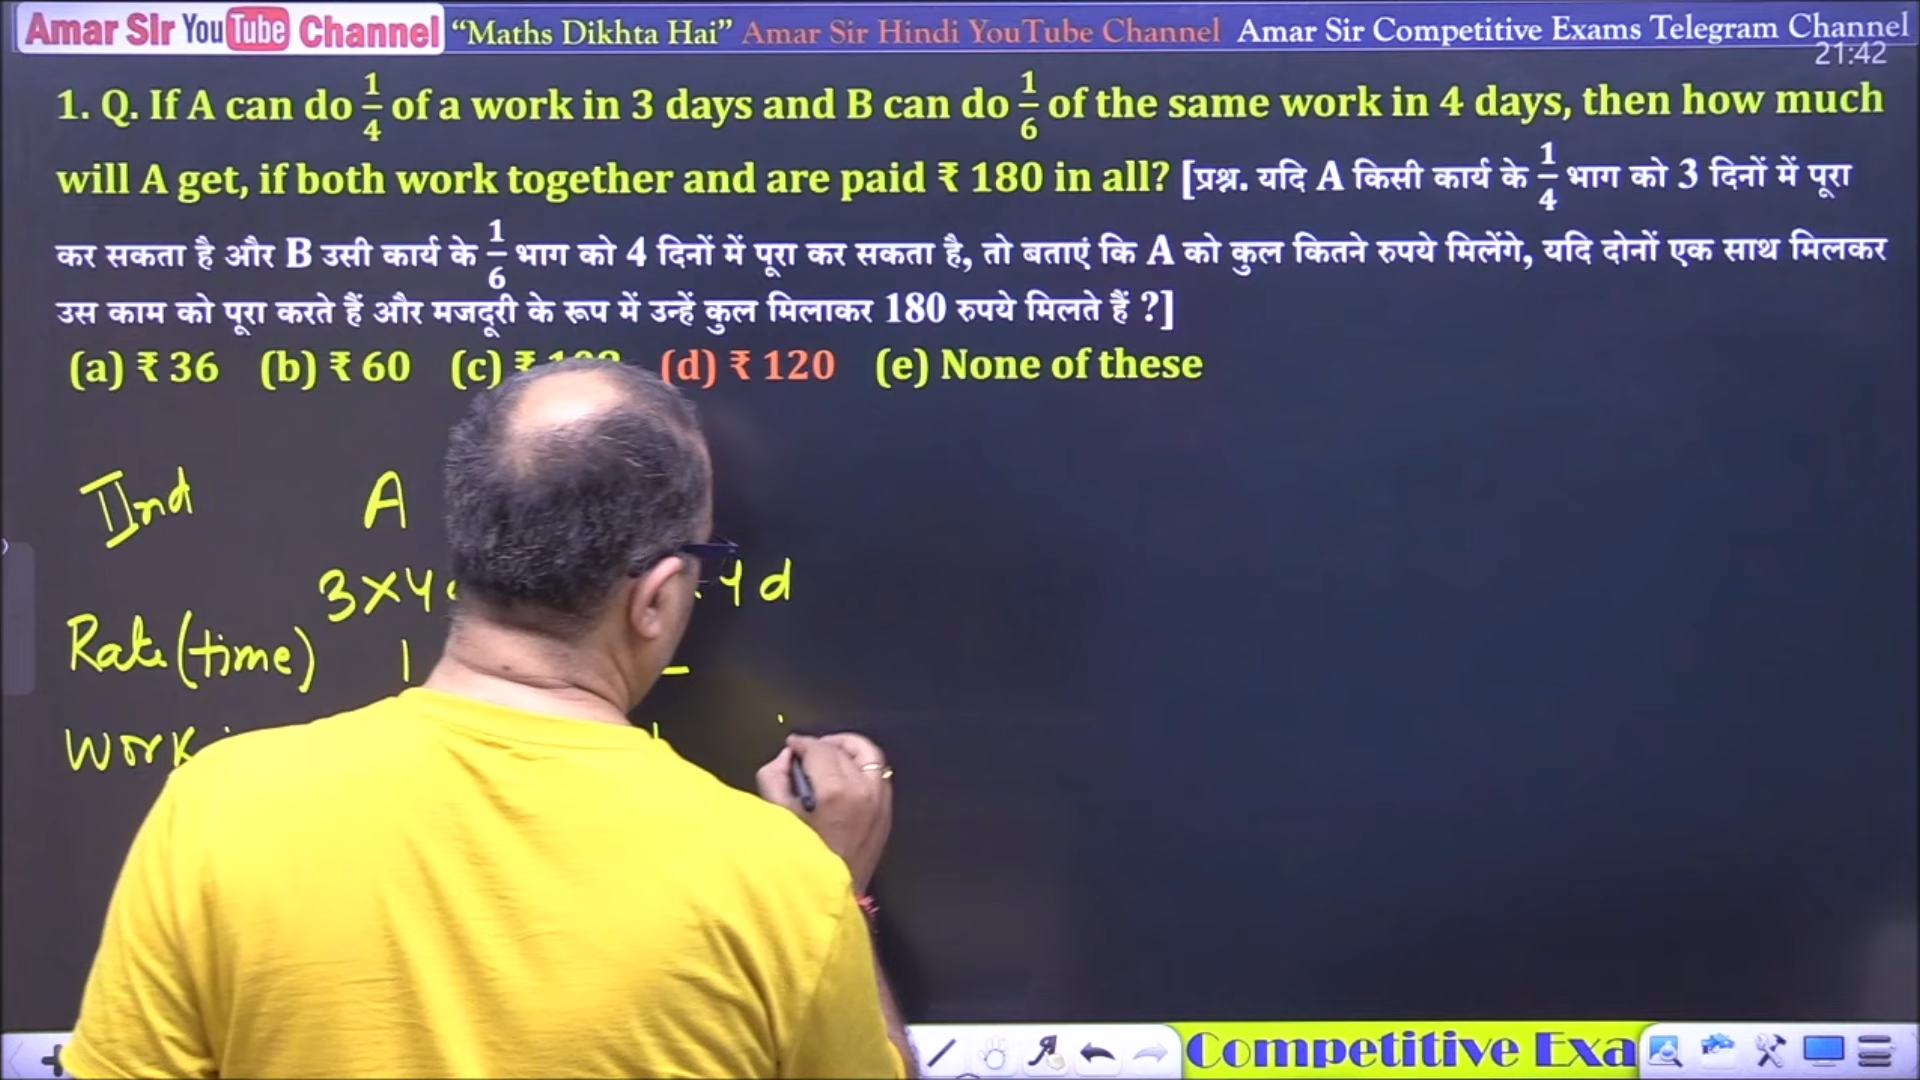 Amar Sir YouTube Channel "Maths Dikhta Hai" Amar Sir Hindi YouTube Channel Amar Sir Competitive Exams Telegram Channel
21:42
1. Q. If A can do 1/4 of a work in 3 days and B can do 1/6 of the same work in 4 days, then how much
will A get, if both work together and are paid ₹ 180 in all? [प्रश्न. यदि A किसी कार्य के 1/4 भाग को 3 दिनों में पूरा
कर सकता है और B उसी कार्य के 1/6 भाग को 4 दिनों में पूरा कर सकता है, तो बताएं कि A को कुल कितने रुपये मिलेंगे, यदि दोनों एक साथ मिलकर
उस काम को पूरा करते हैं और मजदूरी के रूप में उन्हें कुल मिलाकर 180 रुपये मिलते हैं ?]
(a) ₹ 36 (b) ₹ 60 (c) ₹ (d) ₹ 120 (e) None of these
IInd A
3×4 4 d
Rate (time) 1
Work
Competitive Exa